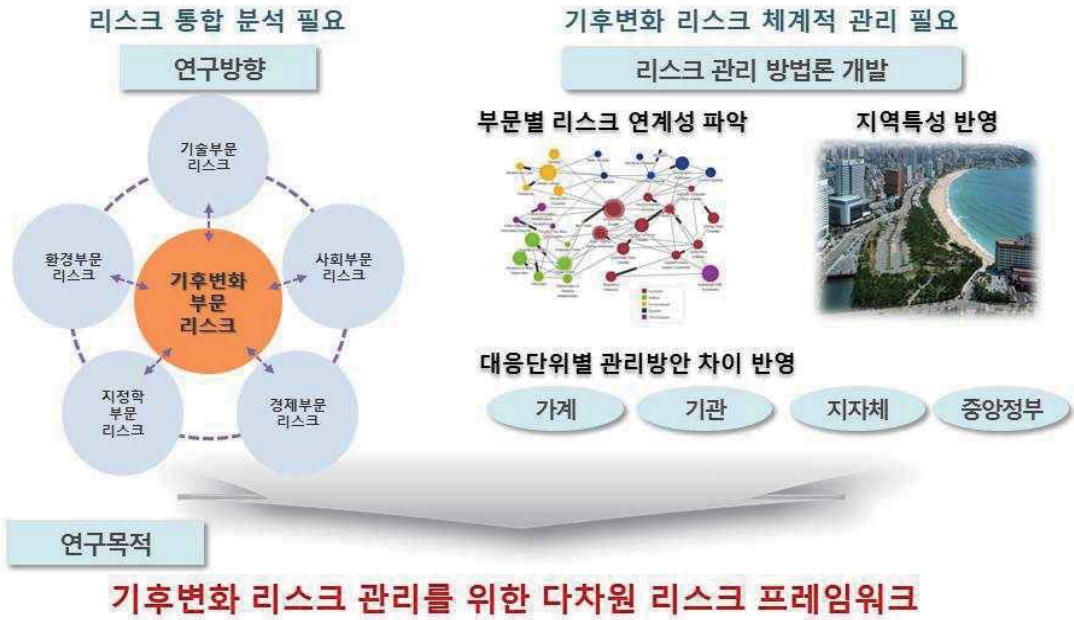 리스크 통합 분석 필요
연구방향
기술부문
리스크
환경부문
리스크
사회부문
리스크
기후변화
부문
리스크
지정학
부문
리스크
경제부문
리스크
기후변화 리스크 체계적 관리 필요
리스크 관리 방법론 개발
부문별 리스크 연계성 파악
지역특성 반영
대응단위별 관리방안 차이 반영
가계
기관
지자체
중앙정부
연구목적
기후변화 리스크 관리를 위한 다차원 리스크 프레임워크